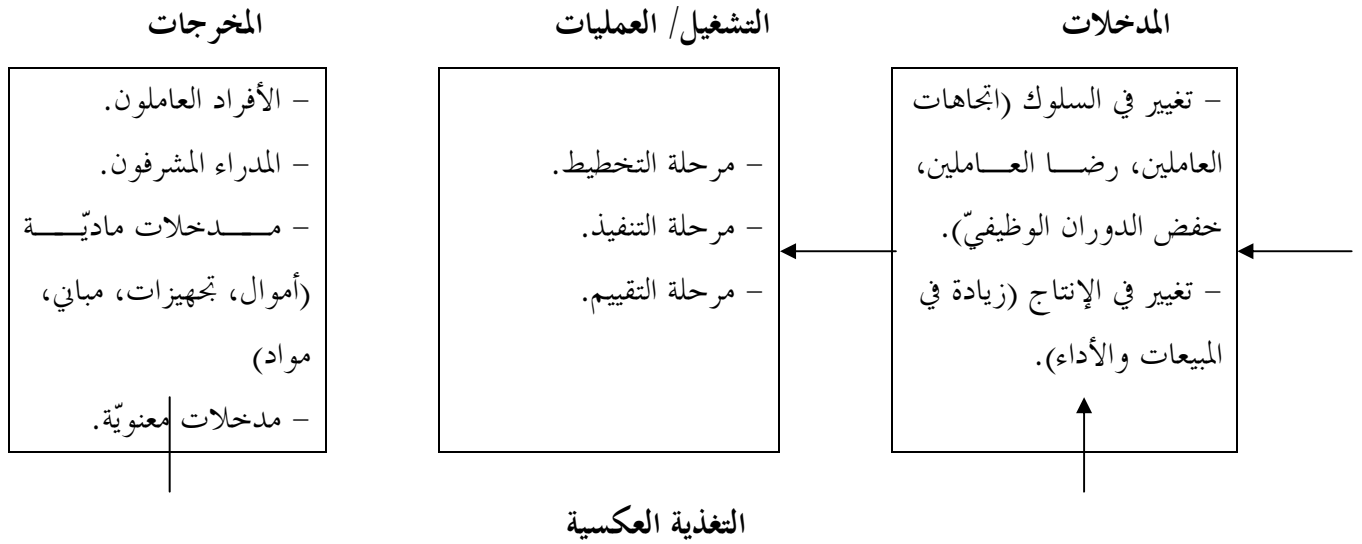 المدخلات
التشغيل/ العمليات
المخرجات
– تغيير في السلوك (اتجاهات
العاملين، رضا العاملين،
خفض الدوران الوظيفيّ).
– تغيير في الإنتاج (زيادة في
المبيعات والأداء).
– مرحلة التخطيط.
– مرحلة التنفيذ.
– مرحلة التقييم.
– الأفراد العاملون.
– المدراء المشرفون.
– مدخلات ماديّة
(أموال، تجهيزات، مباني،
مواد)
– مدخلات معنويّة.
التغذية العكسية